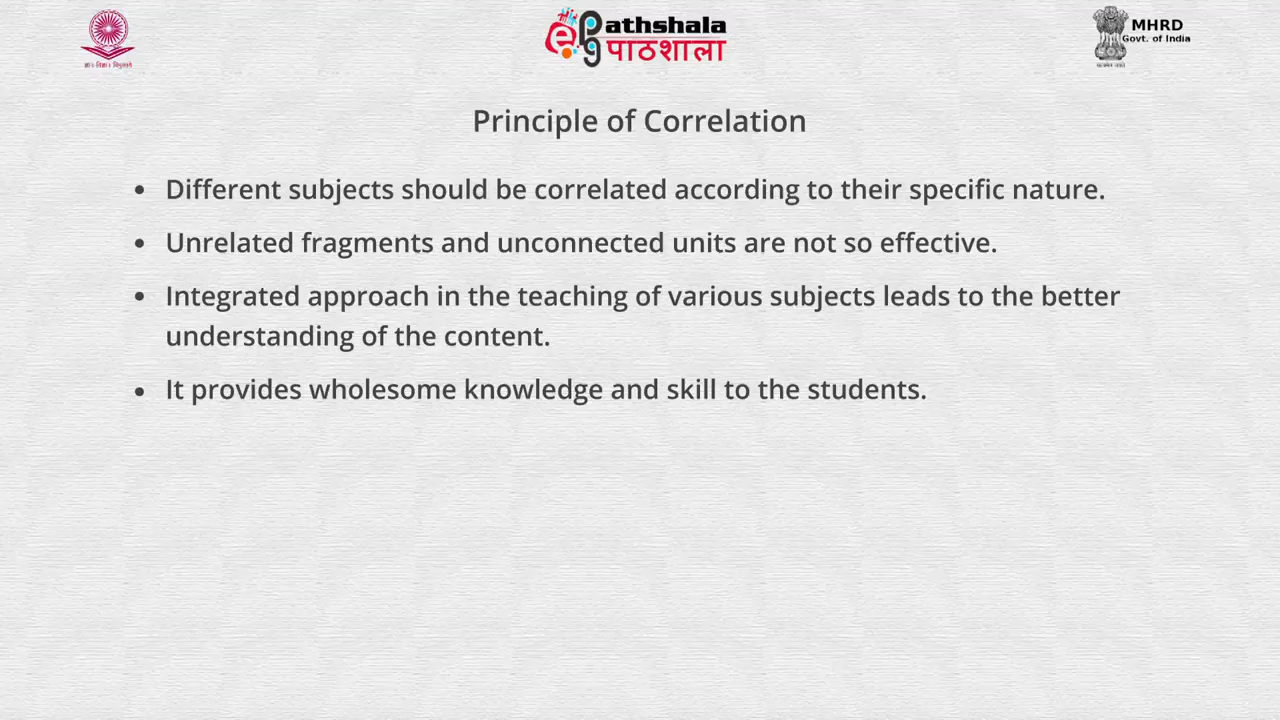 Pathshala
पाठशाला
MHRD
Govt. of India
Principle of Correlation
• Different subjects should be correlated according to their specific nature.
• Unrelated fragments and unconnected units are not so effective.
• Integrated approach in the teaching of various subjects leads to the better
understanding of the content.
• It provides wholesome knowledge and skill to the students.